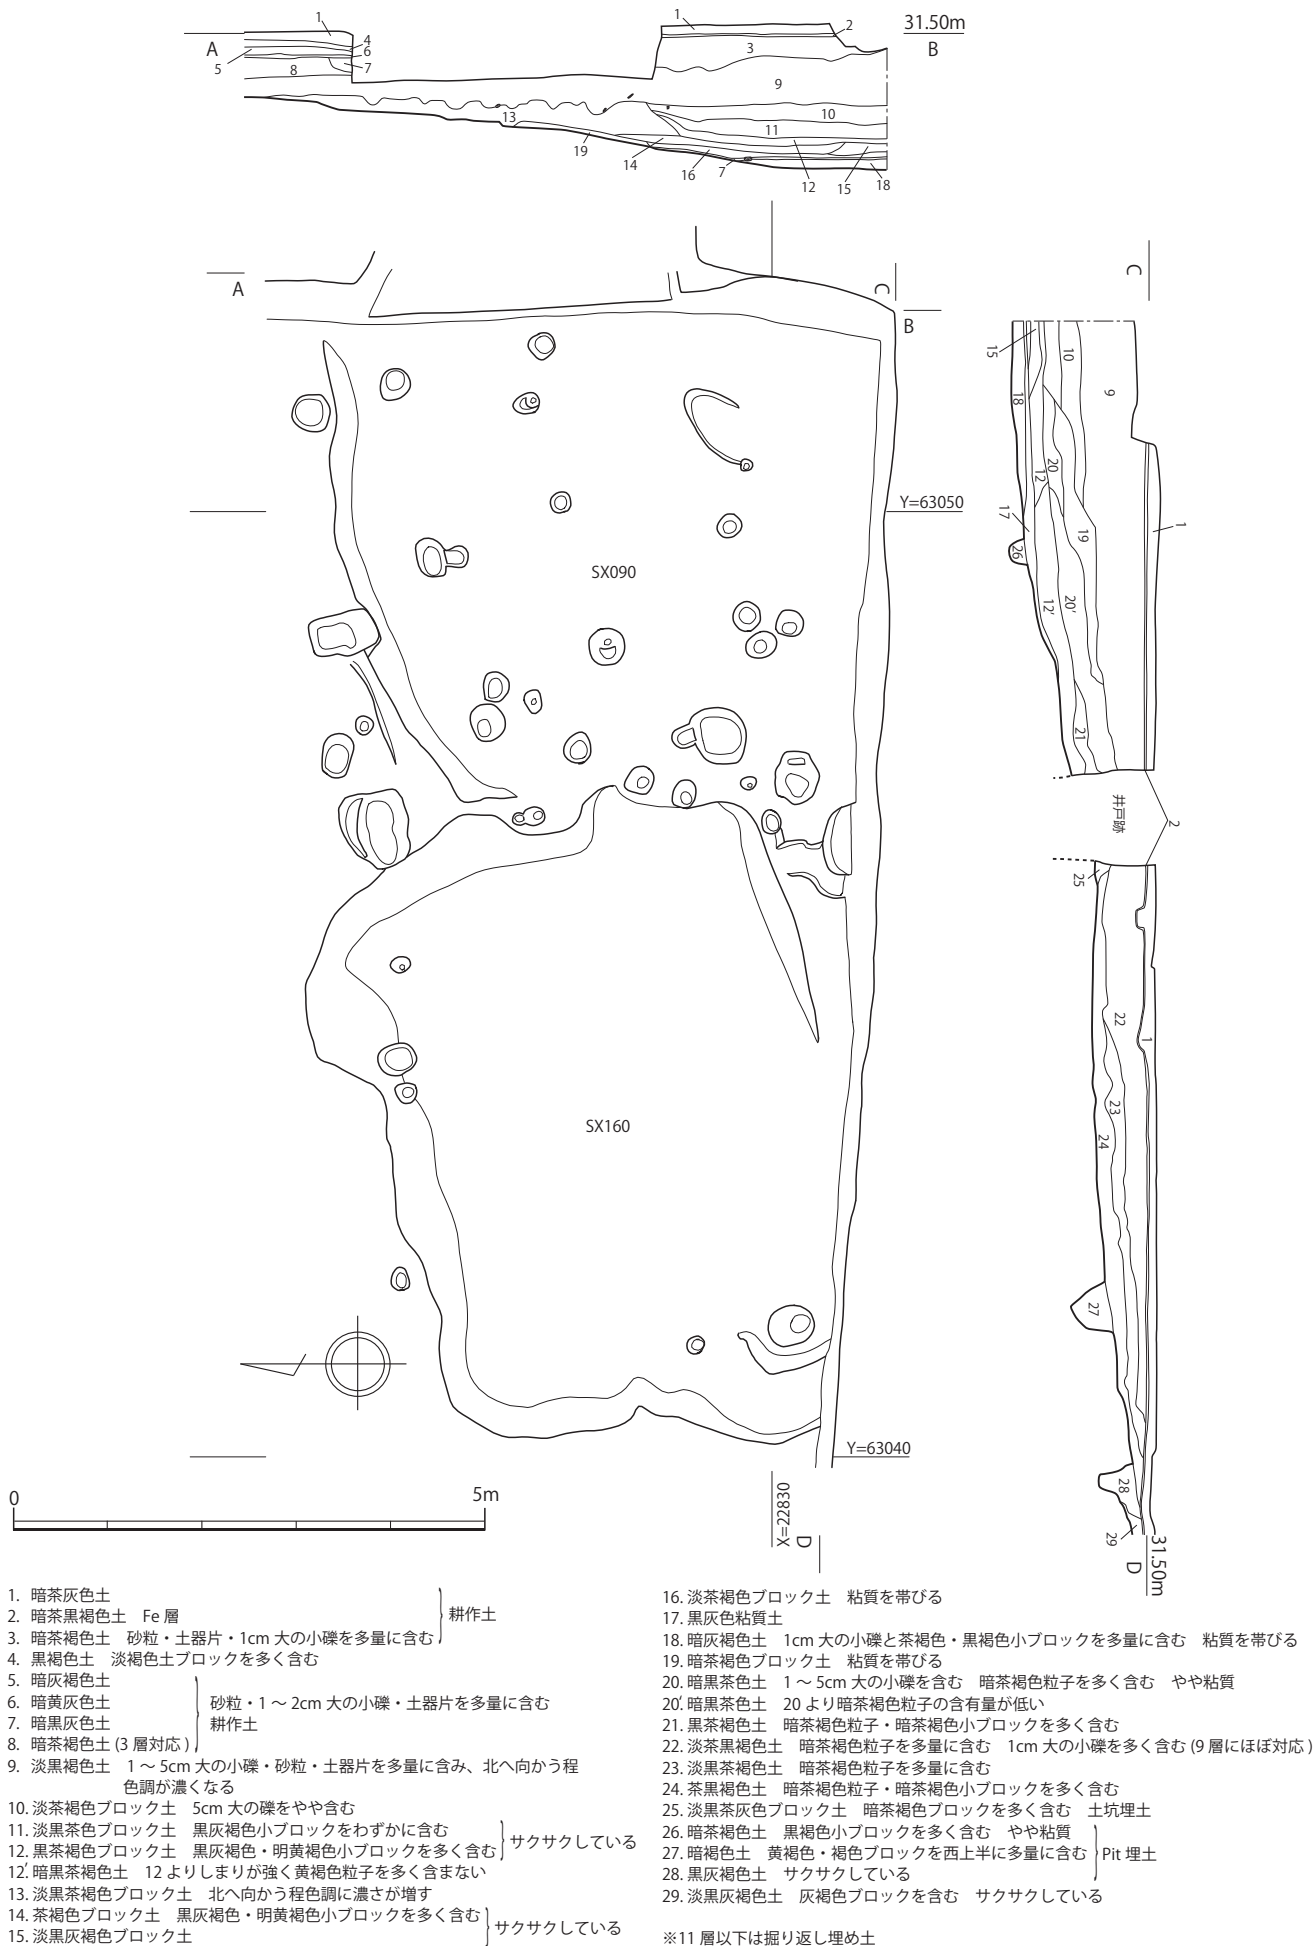 1
2
31.50m
A
B
4
6
7
5
8
3
9
10
11
13
19
14
16
7
12
15
18
A
C
B
C
15
10
9
18
20
12
17
19
26
1
12′
20′
21
井戸跡
2
25
22
1
23
24
27
28
29
31.50m
D
Y=63050
SX090
SX160
Y=63040
X=22830
D
0 5m
1. 暗茶灰色土
2. 暗茶黒褐色土 Fe 層
3. 暗茶褐色土 砂粒・土器片・1cm 大の小礫を多量に含む
耕作土
4. 黒褐色土 淡褐色土ブロックを多く含む
5. 暗灰褐色土
6. 暗黄灰色土
7. 暗黒灰色土
8. 暗茶褐色土 (3 層対応 )
砂粒・1 ～ 2cm 大の小礫・土器片を多量に含む
耕作土
9. 淡黒褐色土 1 ～ 5cm 大の小礫・砂粒・土器片を多量に含み、北へ向かう程
色調が濃くなる
10. 淡茶褐色ブロック土 5cm 大の礫をやや含む
11. 淡黒茶色ブロック土 黒灰褐色小ブロックをわずかに含む
12. 黒茶褐色ブロック土 黒灰褐色・明黄褐色小ブロックを多く含む
サクサクしている
12′. 暗黒茶褐色土 12 よりしまりが強く黄褐色粒子を多く含まない
13. 淡黒茶褐色ブロック土 北へ向かう程色調に濃さが増す
14. 茶褐色ブロック土 黒灰褐色・明黄褐色小ブロックを多く含む
15. 淡黒灰褐色ブロック土
サクサクしている
16. 淡茶褐色ブロック土 粘質を帯びる
17. 黒灰色粘質土
18. 暗灰褐色土 1cm 大の小礫と茶褐色・黒褐色小ブロックを多量に含む 粘質を帯びる
19. 暗茶褐色ブロック土 粘質を帯びる
20. 暗黒茶色土 1 ～ 5cm 大の小礫を含む 暗茶褐色粒子を多く含む やや粘質
20′. 暗黒茶色土 20 より暗茶褐色粒子の含有量が低い
21. 黒茶褐色土 暗茶褐色粒子・暗茶褐色小ブロックを多く含む
22. 淡茶黒褐色土 暗茶褐色粒子を多量に含む 1cm 大の小礫を多く含む (9 層にほぼ対応 )
23. 淡黒茶褐色土 暗茶褐色粒子を多量に含む
24. 茶黒褐色土 暗茶褐色粒子・暗茶褐色小ブロックを多く含む
25. 淡黒茶灰色ブロック土 暗茶褐色ブロックを多く含む 土坑埋土
26. 暗茶褐色土 黒褐色小ブロックを多く含む やや粘質
27. 暗褐色土 黄褐色・褐色ブロックを西上半に多量に含む
28. 黒灰褐色土 サクサクしている
Pit 埋土
29. 淡黒灰褐色土 灰褐色ブロックを含む サクサクしている
※11 層以下は掘り返し埋め土